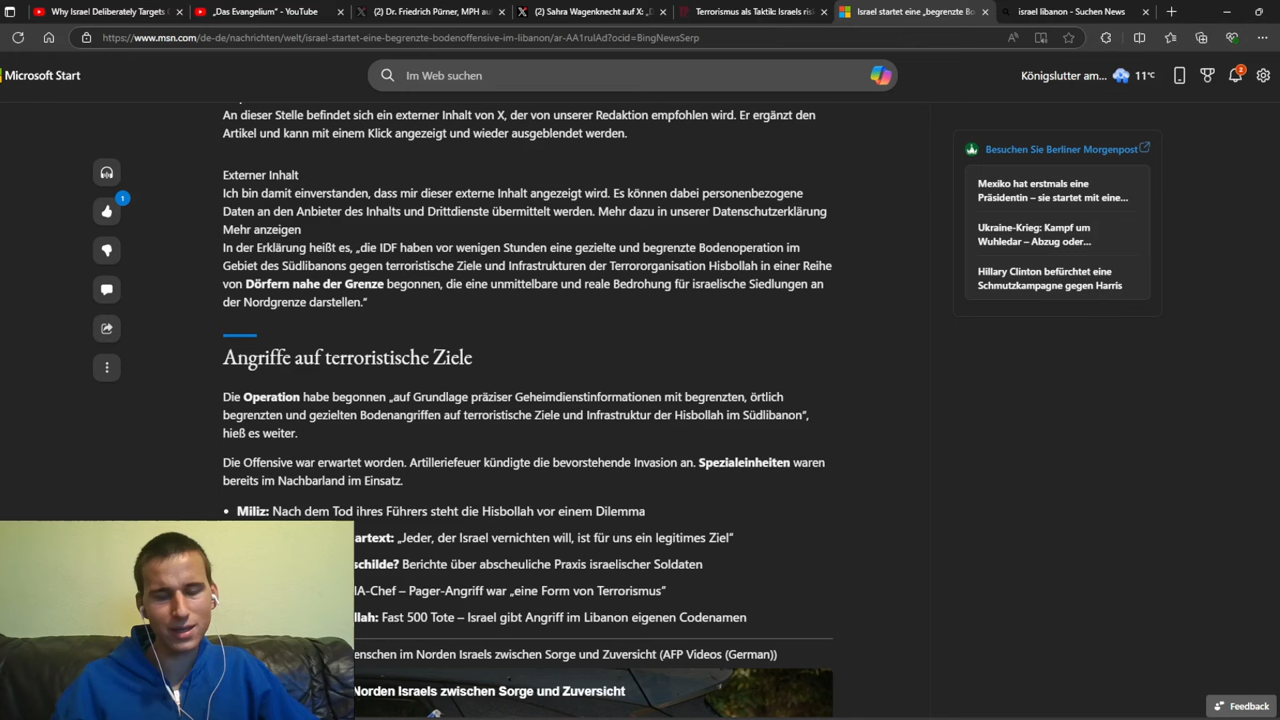 Why Israel Deliberately Targets
„Das Evangelium“ - YouTube
(2) Dr. Friedrich Pürner, MPH au
(2) Sahra Wagenknecht auf X: „D
Terrorismus als Taktik: Israels ris
Israel startet eine „begrenzte Bo
israel libanon - Suchen News
https://www.msn.com/de-de/nachrichten/welt/israel-startet-eine-begrenzte-bodenoffensive-im-libanon/ar-AA1rulAd?ocid=BingNewsSerp
Microsoft Start
Im Web suchen
Königslutter am... 11°C
2
An dieser Stelle befindet sich ein externer Inhalt von X, der von unserer Redaktion empfohlen wird. Er ergänzt den
Artikel und kann mit einem Klick angezeigt und wieder ausgeblendet werden.
Externer Inhalt
Ich bin damit einverstanden, dass mir dieser externe Inhalt angezeigt wird. Es können dabei personenbezogene
Daten an den Anbieter des Inhalts und Drittdienste übermittelt werden. Mehr dazu in unserer Datenschutzerklärung
Mehr anzeigen
In der Erklärung heißt es, „die IDF haben vor wenigen Stunden eine gezielte und begrenzte Bodenoperation im
Gebiet des Südlibanons gegen terroristische Ziele und Infrastrukturen der Terrororganisation Hisbollah in einer Reihe
von Dörfern nahe der Grenze begonnen, die eine unmittelbare und reale Bedrohung für israelische Siedlungen an
der Nordgrenze darstellen.“
1
Angriffe auf terroristische Ziele
Die Operation habe begonnen „auf Grundlage präziser Geheimdienstinformationen mit begrenzten, örtlich
begrenzten und gezielten Bodenangriffen auf terroristische Ziele und Infrastruktur der Hisbollah im Südlibanon“,
hieß es weiter.
Die Offensive war erwartet worden. Artilleriefeuer kündigte die bevorstehende Invasion an. Spezialeinheiten waren
bereits im Nachbarland im Einsatz.
• Miliz: Nach dem Tod ihres Führers steht die Hisbollah vor einem Dilemma
artext: „Jeder, der Israel vernichten will, ist für uns ein legitimes Ziel“
schilde? Berichte über abscheuliche Praxis israelischer Soldaten
IA-Chef – Pager-Angriff war „eine Form von Terrorismus“
llah: Fast 500 Tote – Israel gibt Angriff im Libanon eigenen Codenamen
enschen im Norden Israels zwischen Sorge und Zuversicht (AFP Videos (German))
Norden Israels zwischen Sorge und Zuversicht
Besuchen Sie Berliner Morgenpost
Mexiko hat erstmals eine
Präsidentin – sie startet mit eine...
Ukraine-Krieg: Kampf um
Wuhledar – Abzug oder...
Hillary Clinton befürchtet eine
Schmutzkampagne gegen Harris
Feedback